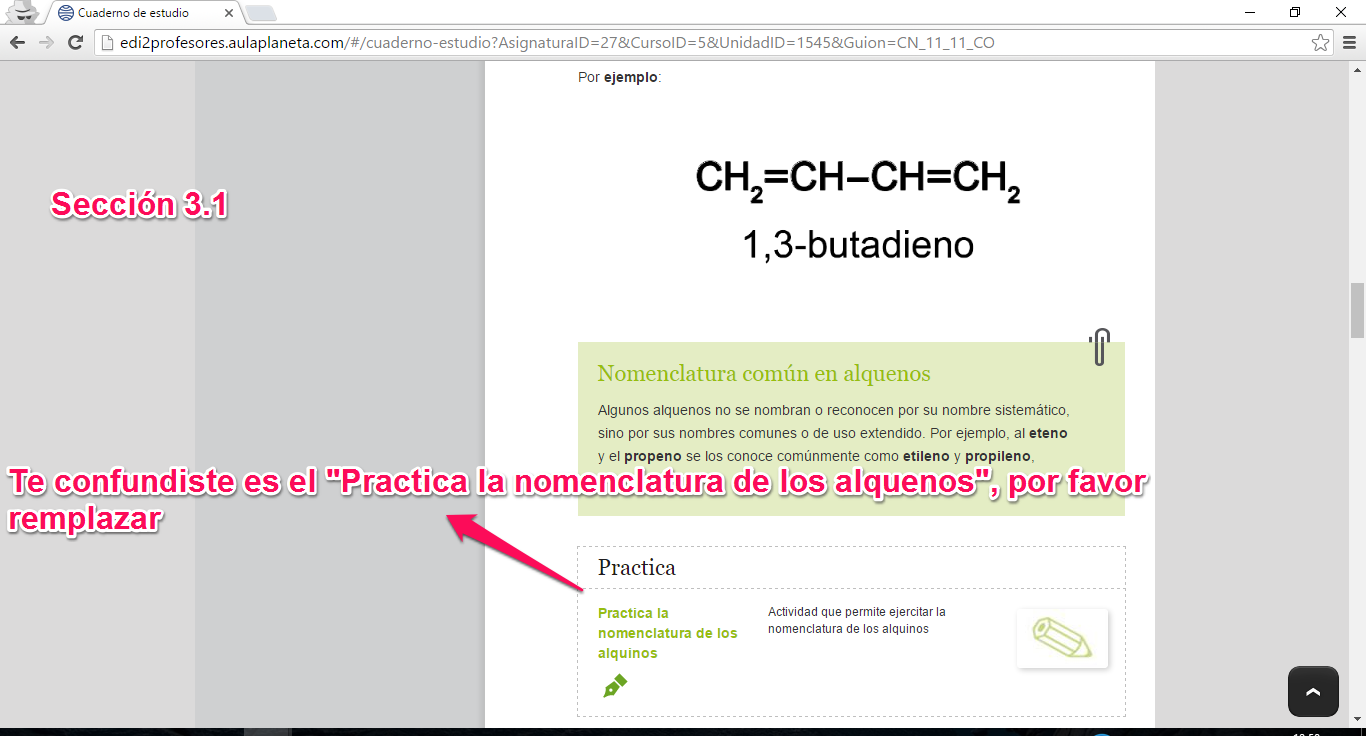 Cuaderno de estudio
edi2profesores.aulaplaneta.com/#/cuaderno-estudio?AsignaturaID=27&CursoID=5&UnidadID=1545&Guion=CN_11_11_CO
Por ejemplo:
CH2=CH–CH=CH2
1,3-butadieno
Sección 3.1
Nomenclatura común en alquenos
Algunos alquenos no se nombran o reconocen por su nombre sistemático,
sino por sus nombres comunes o de uso extendido. Por ejemplo, al eteno
y el propeno se los conoce comúnmente como etileno y propileno,
Te confundiste es el "Practica la nomenclatura de los alquenos", por favor
remplazar
Practica
Practica la
nomenclatura de los
alquinos
Actividad que permite ejercitar la
nomenclatura de los alquinos